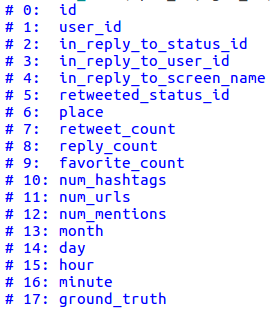 # 0: id
# 1: user_id
# 2: in_reply_to_status_id
# 3: in_reply_to_user_id
# 4: in_reply_to_screen_name
# 5: retweeted_status_id
# 6: place
# 7: retweet_count
# 8: reply_count
# 9: favorite_count
# 10: num_hashtags
# 11: num_urls
# 12: num_mentions
# 13: month
# 14: day
# 15: hour
# 16: minute
# 17: ground_truth